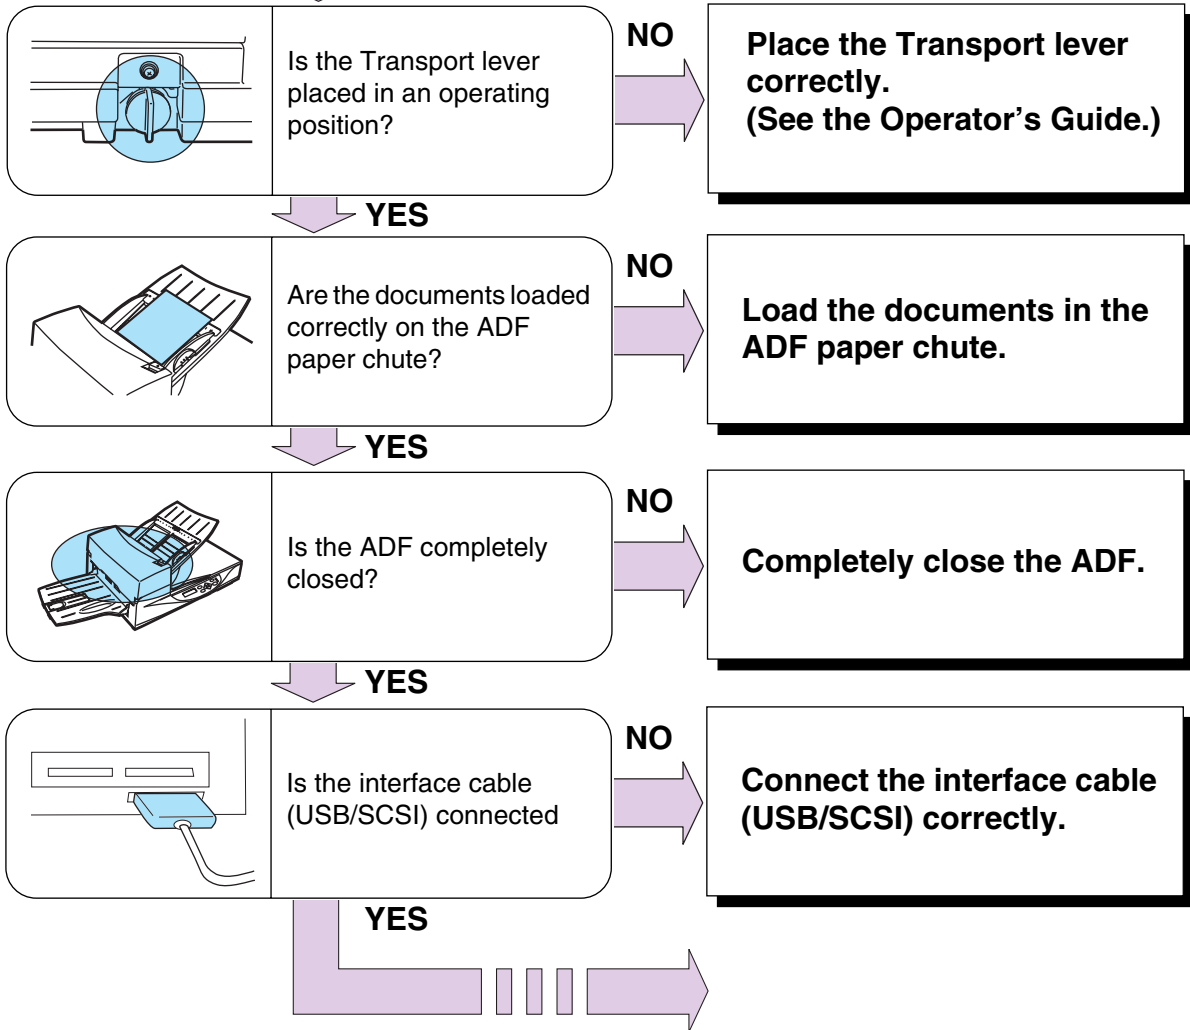 Is the Transport lever
placed in an operating
position?
NO
Place the Transport lever
correctly.
(See the Operator's Guide.)
YES
Are the documents loaded
correctly on the ADF
paper chute?
NO
Load the documents in the
ADF paper chute.
YES
Is the ADF completely
closed?
NO
Completely close the ADF.
YES
Is the interface cable
(USB/SCSI) connected
NO
Connect the interface cable
(USB/SCSI) correctly.
YES